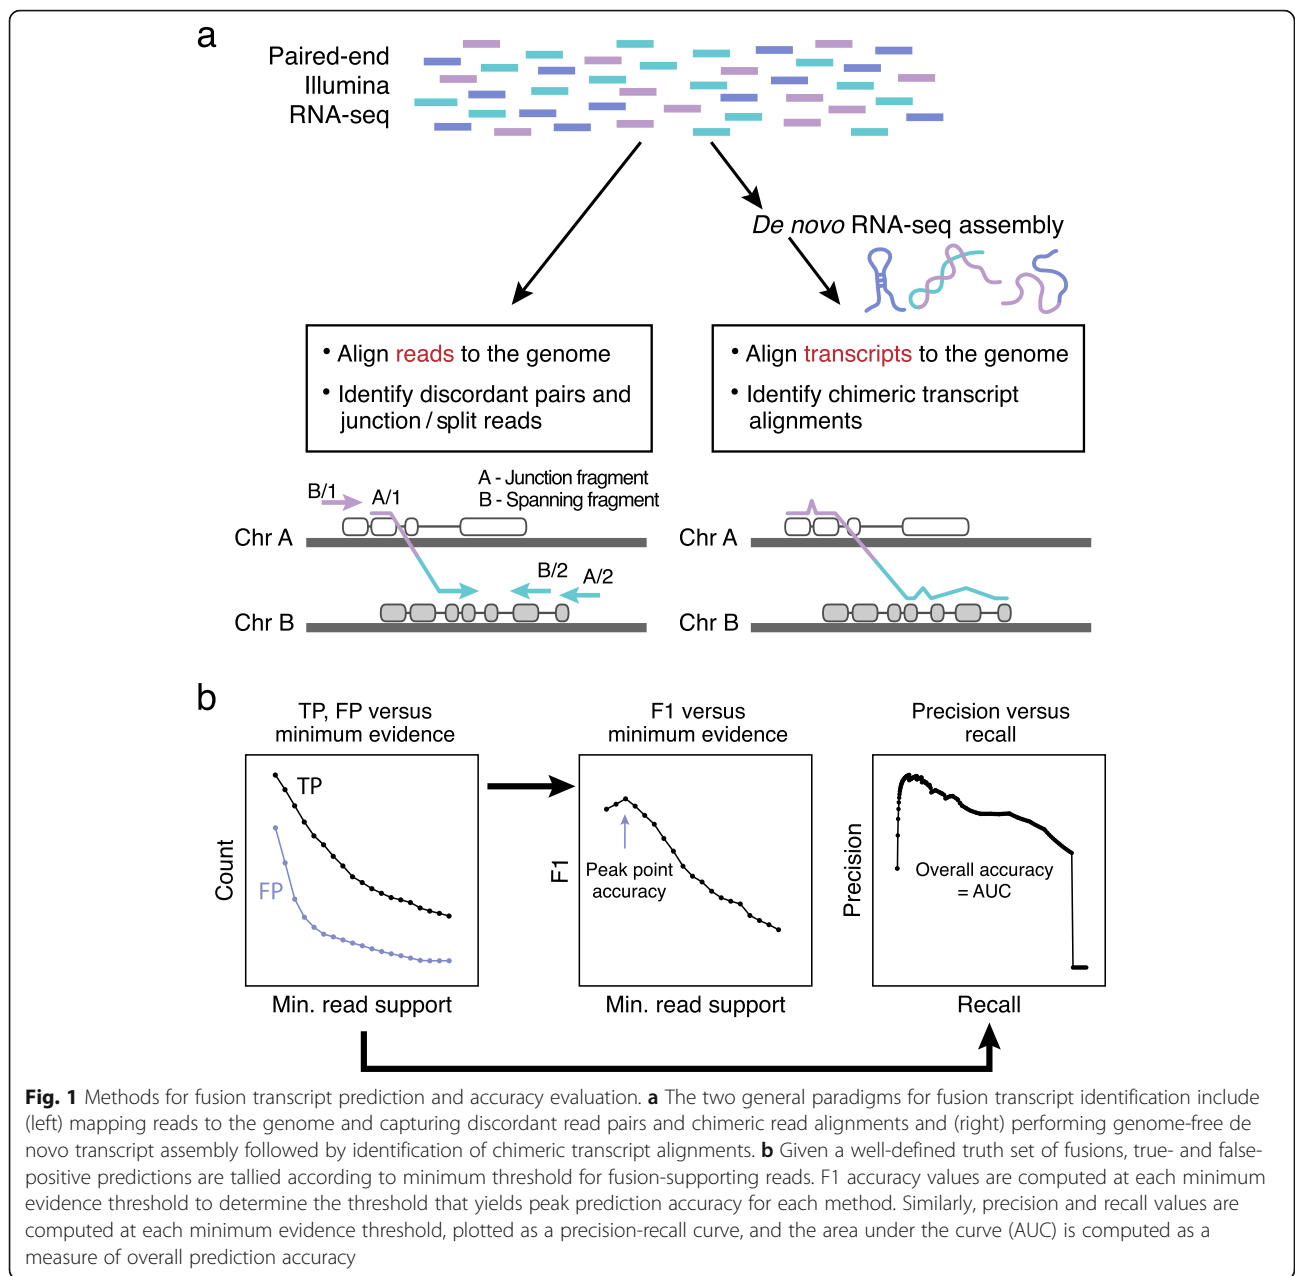 a
Paired-end
Illumina
RNA-seq
De novo RNA-seq assembly
• Align reads to the genome
• Identify discordant pairs and
junction / split reads
• Align transcripts to the genome
• Identify chimeric transcript
alignments
A - Junction fragment
B - Spanning fragment
B/1
A/1
Chr A
B/2
A/2
Chr B
Chr A
Chr B
b
TP, FP versus
minimum evidence
TP
FP
Count
Min. read support
F1 versus
minimum evidence
Peak point
accuracy
F1
Min. read support
Precision versus
recall
Overall accuracy
= AUC
Precision
Recall
Fig. 1 Methods for fusion transcript prediction and accuracy evaluation. a The two general paradigms for fusion transcript identification include
(left) mapping reads to the genome and capturing discordant read pairs and chimeric read alignments and (right) performing genome-free de
novo transcript assembly followed by identification of chimeric transcript alignments. b Given a well-defined truth set of fusions, true- and false-
positive predictions are tallied according to minimum threshold for fusion-supporting reads. F1 accuracy values are computed at each minimum
evidence threshold to determine the threshold that yields peak prediction accuracy for each method. Similarly, precision and recall values are
computed at each minimum evidence threshold, plotted as a precision-recall curve, and the area under the curve (AUC) is computed as a
measure of overall prediction accuracy